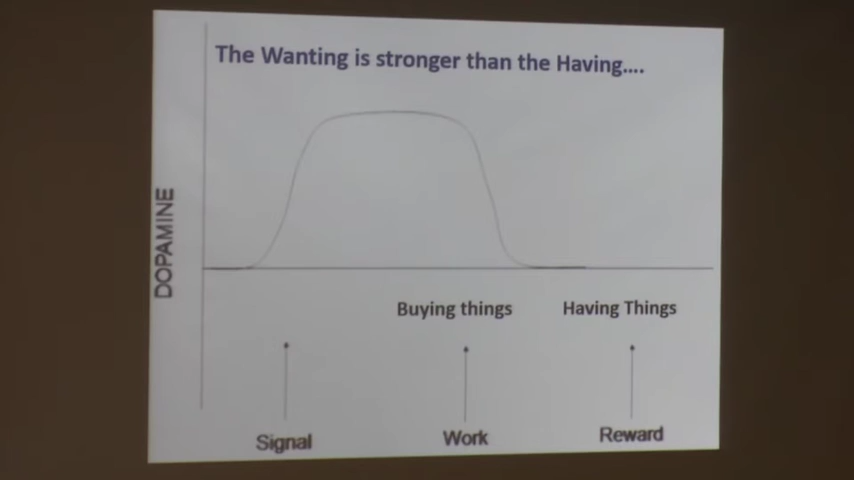 The Wanting is stronger than the Having....
DOPAMINE
Buying things
Having Things
Signal
Work
Reward